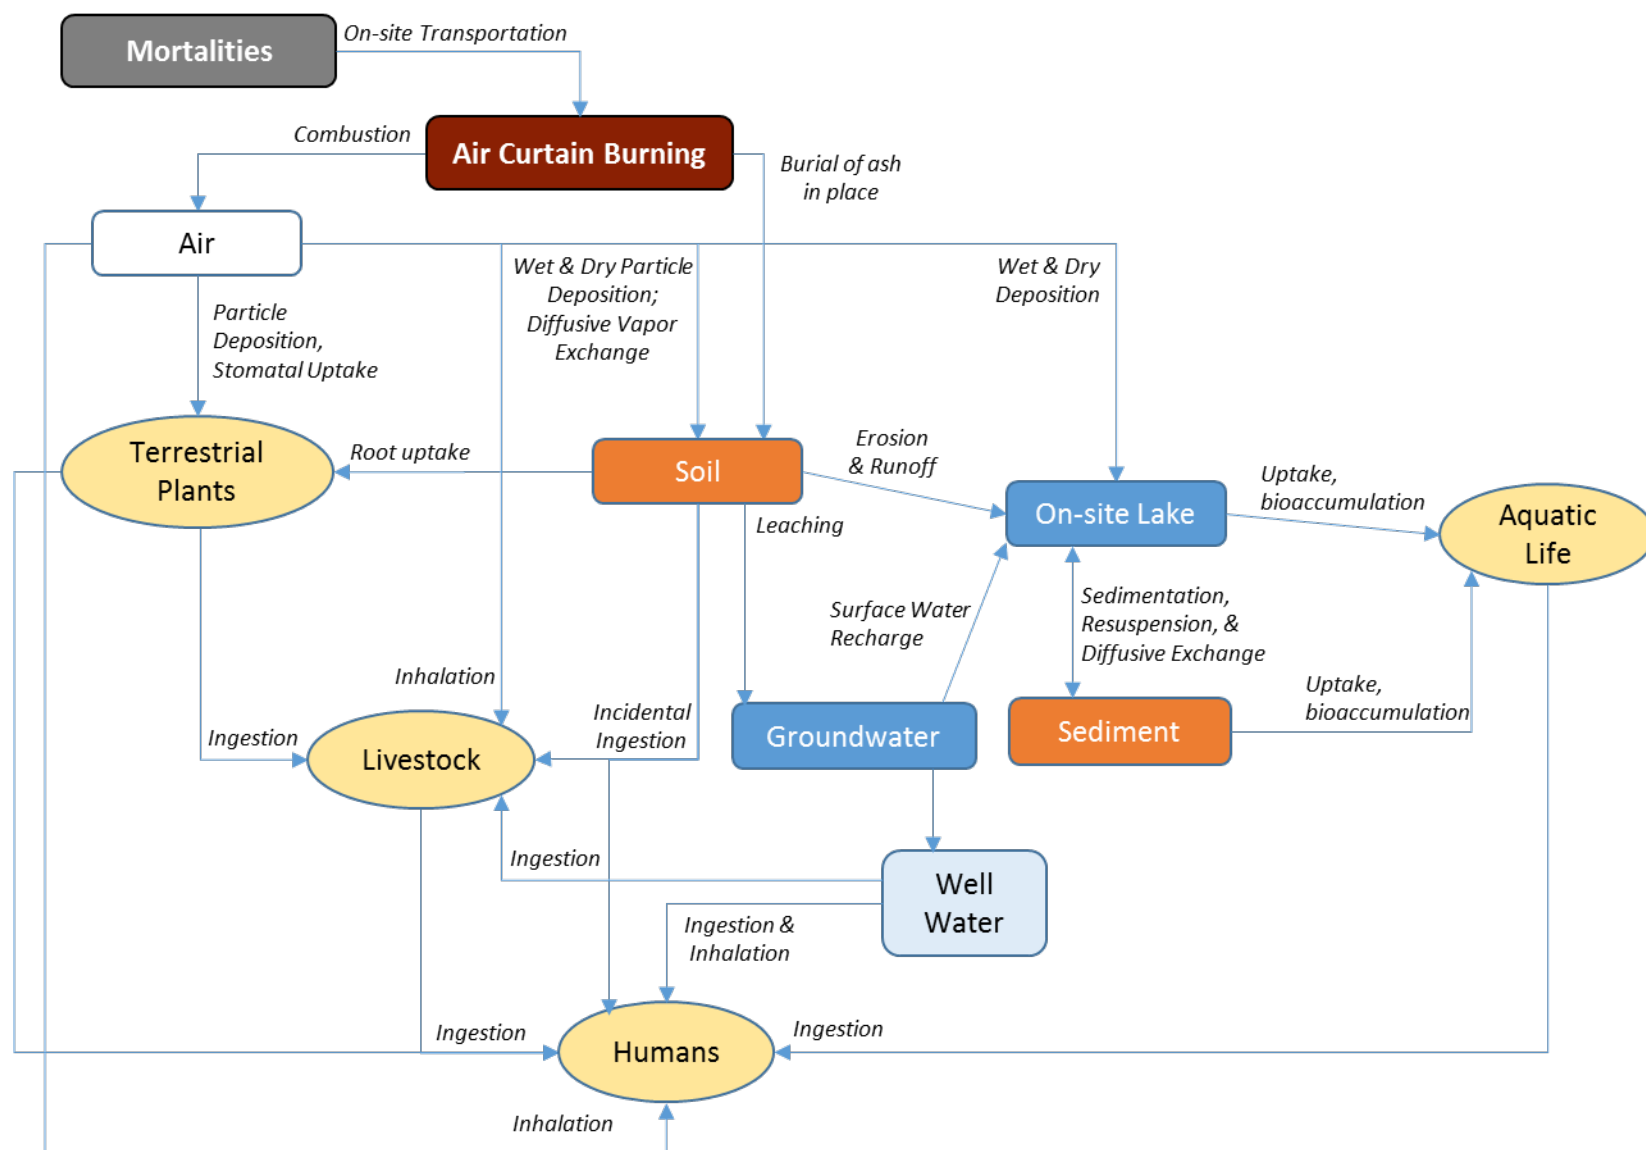 On-site Transportation
Mortalities
Combustion
Air Curtain Burning
Burial of ash
in place
Air
Wet & Dry Particle
Deposition;
Diffusive Vapor
Exchange
Wet & Dry
Deposition
Particle
Deposition,
Stomatal Uptake
Terrestrial
Plants
Root uptake
Soil
Erosion
& Runoff
Uptake,
bioaccumulation
On-site Lake
Aquatic
Life
Leaching
Surface Water
Recharge
Sedimentation,
Resuspension, &
Diffusive Exchange
Inhalation
Uptake,
bioaccumulation
Incidental
Ingestion
Ingestion
Livestock
Groundwater
Sediment
Ingestion
Well
Water
Ingestion &
Inhalation
Ingestion
Humans
Ingestion
Inhalation